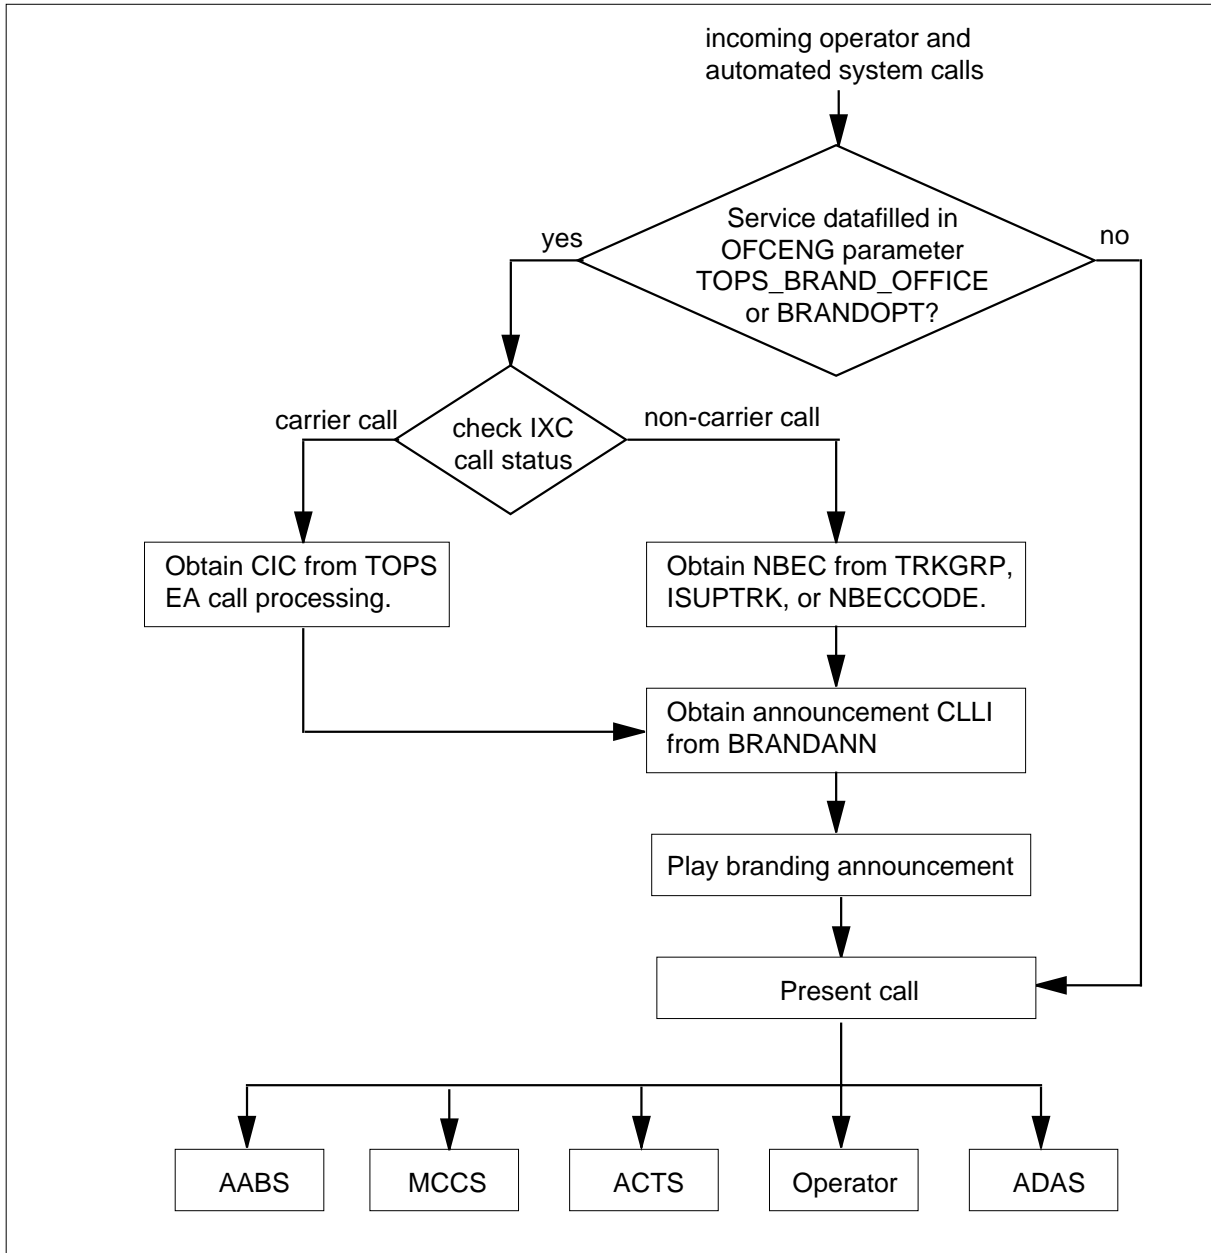 incoming operator and
automated system calls
Service datafilled in
OFCENG parameter
TOPS_BRAND_OFFICE
or BRANDOPT?
yes
no
carrier call
check IXC
call status
non-carrier call
Obtain CIC from TOPS
EA call processing.
Obtain NBEC from TRKGRP,
ISUPTRK, or NBECCODE.
Obtain announcement CLLI
from BRANDANN
Play branding announcement
Present call
AABS
MCCS
ACTS
Operator
ADAS